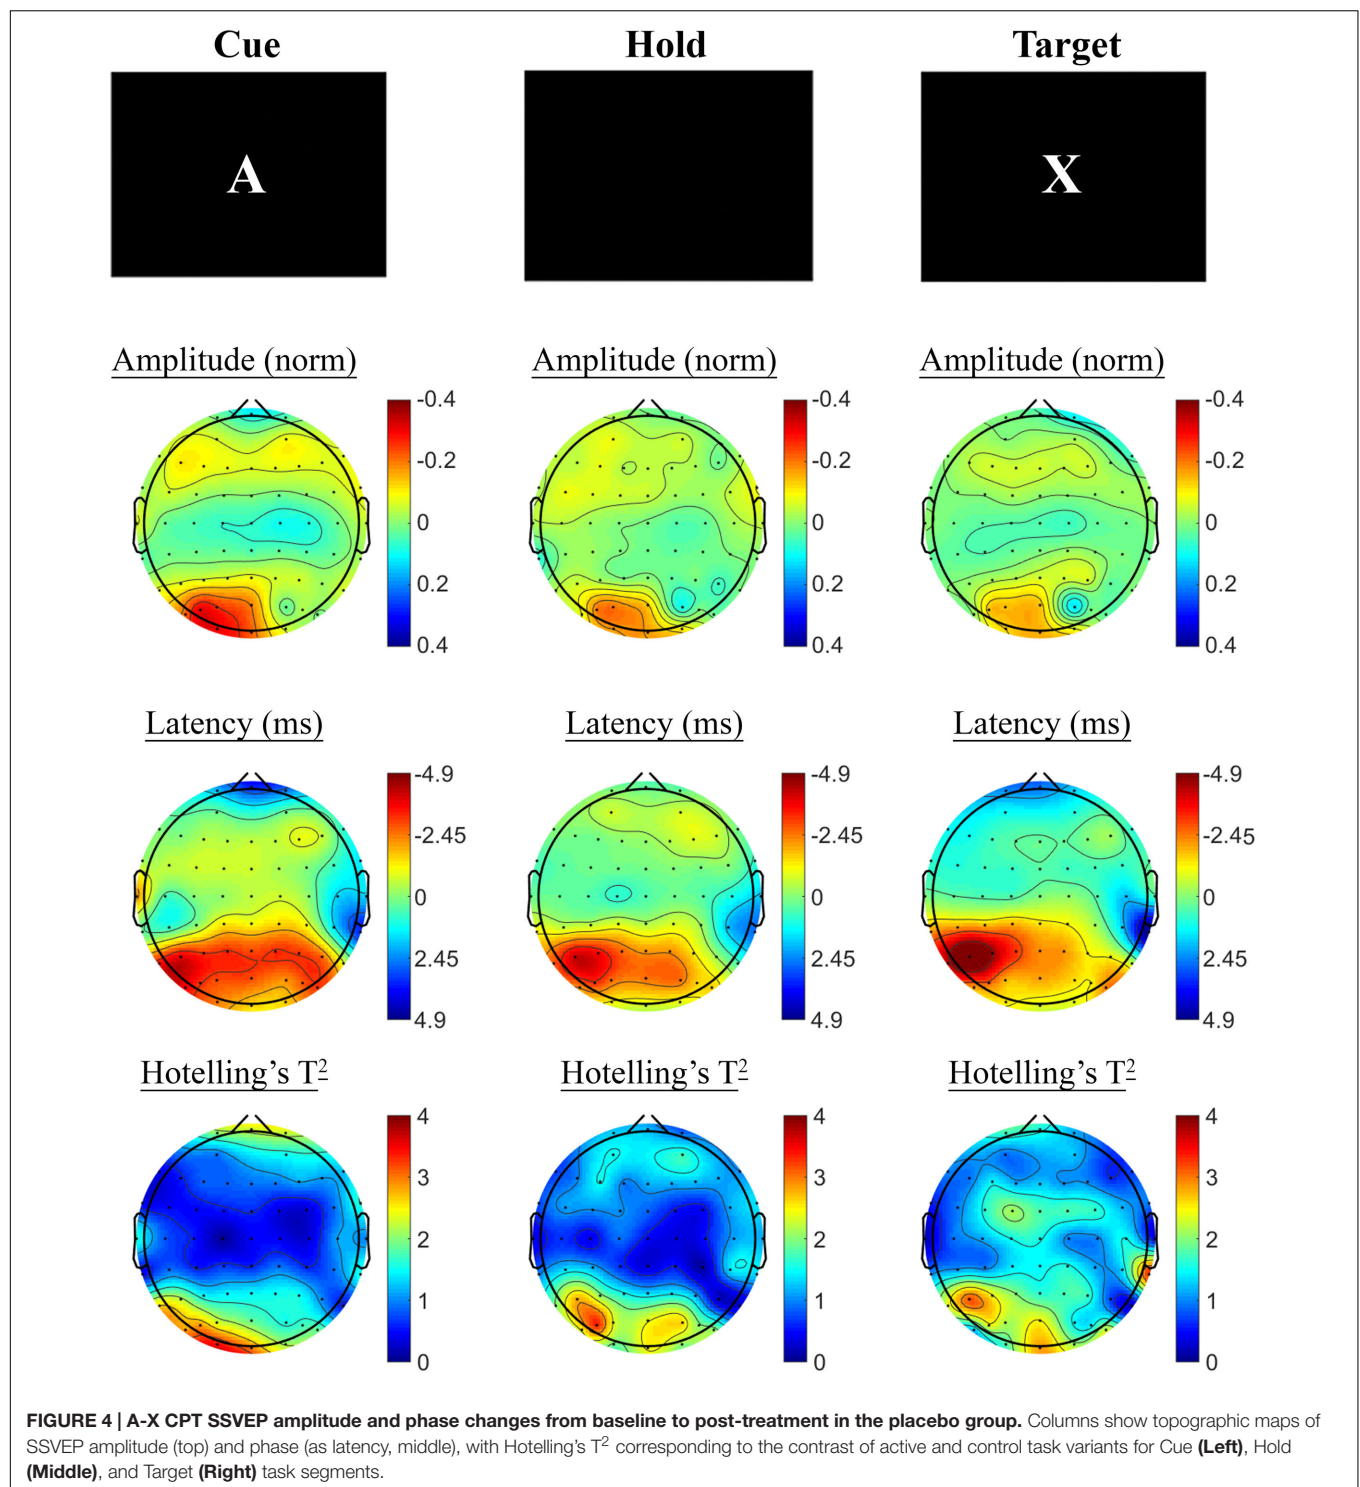 Cue Hold Target
A X
Amplitude (norm) Amplitude (norm) Amplitude (norm)
-0.4 -0.4 -0.4
-0.2 -0.2 -0.2
0 0 0
0.2 0.2 0.2
0.4 0.4 0.4
Latency (ms) Latency (ms) Latency (ms)
-4.9 -4.9 -4.9
-2.45 -2.45 -2.45
0 0 0
2.45 2.45 2.45
4.9 4.9 4.9
Hotelling’s T² Hotelling’s T² Hotelling’s T²
4 4 4
3 3 3
2 2 2
1 1 1
0 0 0
FIGURE 4 | A-X CPT SSVEP amplitude and phase changes from baseline to post-treatment in the placebo group. Columns show topographic maps of
SSVEP amplitude (top) and phase (as latency, middle), with Hotelling’s T² corresponding to the contrast of active and control task variants for Cue (Left), Hold
(Middle), and Target (Right) task segments.